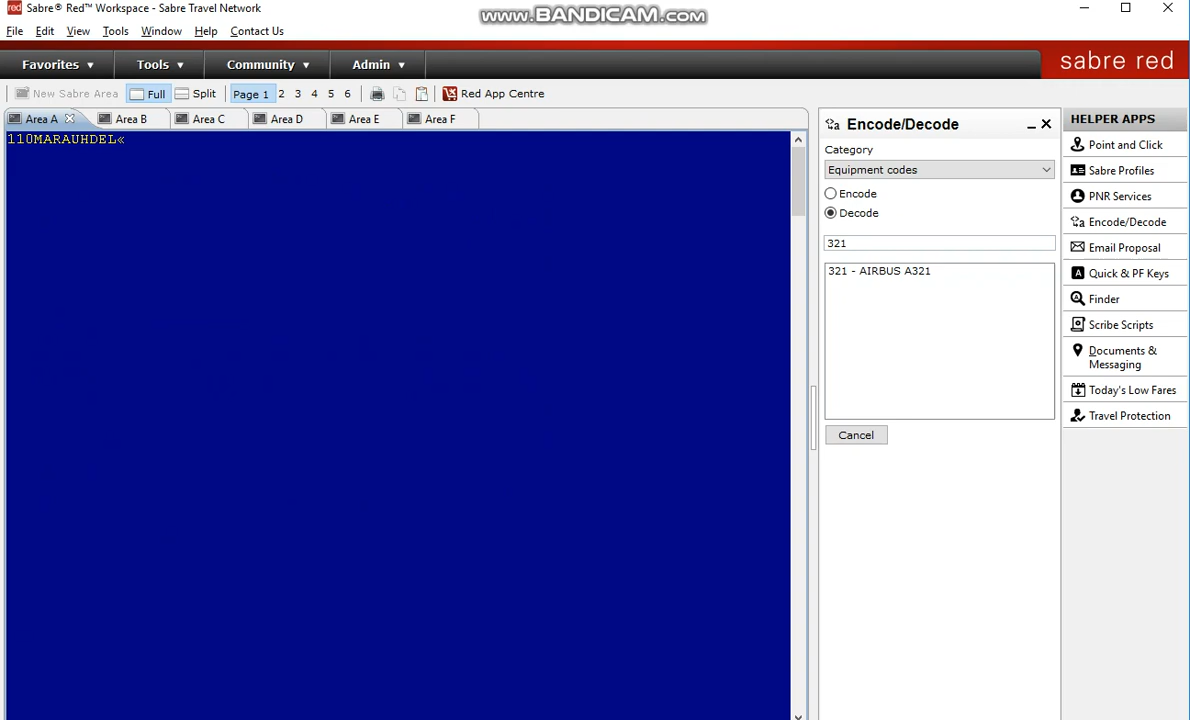 red Sabre® Red™ Workspace - Sabre Travel Network
www.BANDICAM.com
File Edit View Tools Window Help Contact Us
Favorites Tools Community Admin
sabre red
New Sabre Area Full Split Page 1 2 3 4 5 6 Red App Centre
Area A Area B Area C Area D Area E Area F
110MARAUHDEL«
Encode/Decode
Category
Equipment codes
Encode
Decode
321
321 - AIRBUS A321
Cancel
HELPER APPS
Point and Click
Sabre Profiles
PNR Services
Encode/Decode
Email Proposal
Quick & PF Keys
Finder
Scribe Scripts
Documents &
Messaging
Today's Low Fares
Travel Protection